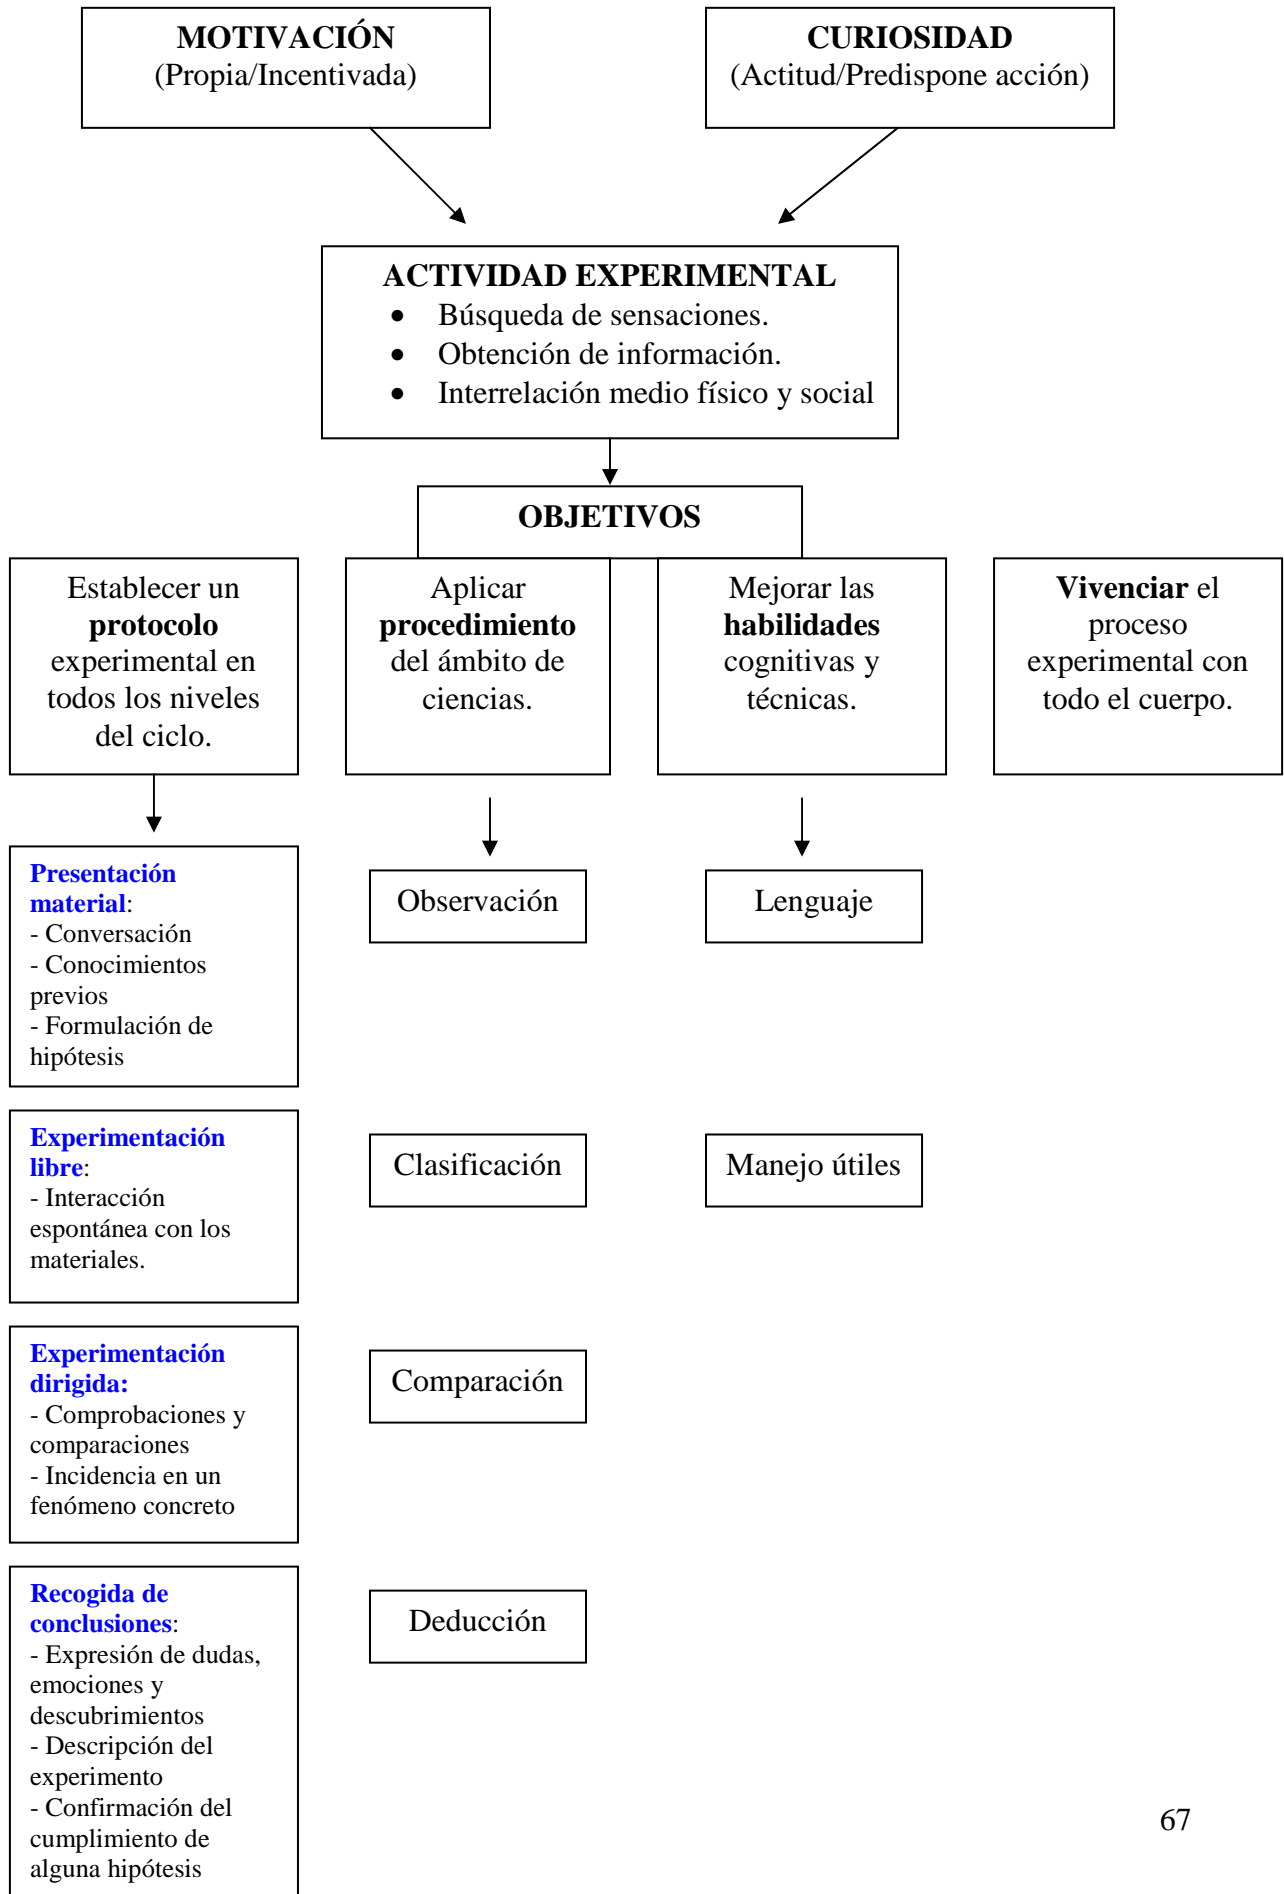 MOTIVACIÓN
(Propia/Incentivada)
CURIOSIDAD
(Actitud/Predispone acción)
ACTIVIDAD EXPERIMENTAL
• Búsqueda de sensaciones.
• Obtención de información.
• Interrelación medio físico y social
OBJETIVOS
Establecer un
protocolo
experimental en
todos los niveles
del ciclo.
Aplicar
procedimiento
del ámbito de
ciencias.
Mejorar las
habilidades
cognitivas y
técnicas.
Vivenciar el
proceso
experimental con
todo el cuerpo.
Presentación
material:
- Conversación
- Conocimientos
previos
- Formulación de
hipótesis
Observación
Lenguaje
Experimentación
libre:
- Interacción
espontánea con los
materiales.
Clasificación
Manejo útiles
Experimentación
dirigida:
- Comprobaciones y
comparaciones
- Incidencia en un
fenómeno concreto
Comparación
Recogida de
conclusiones:
- Expresión de dudas,
emociones y
descubrimientos
- Descripción del
experimento
- Confirmación del
cumplimiento de
alguna hipótesis
Deducción
67